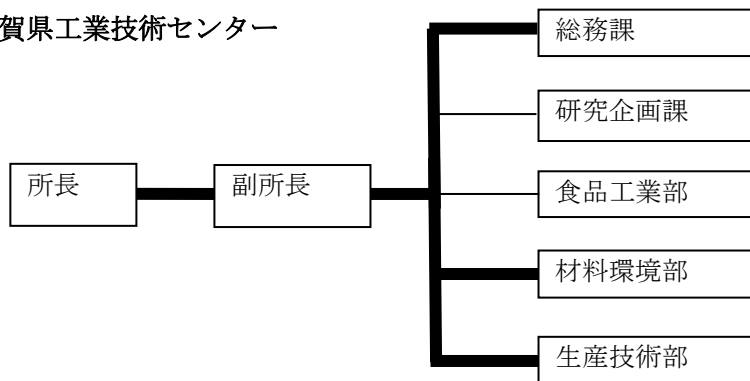 賀県工業技術センター
総務課
研究企画課
所長
副所長
食品工業部
材料環境部
生産技術部